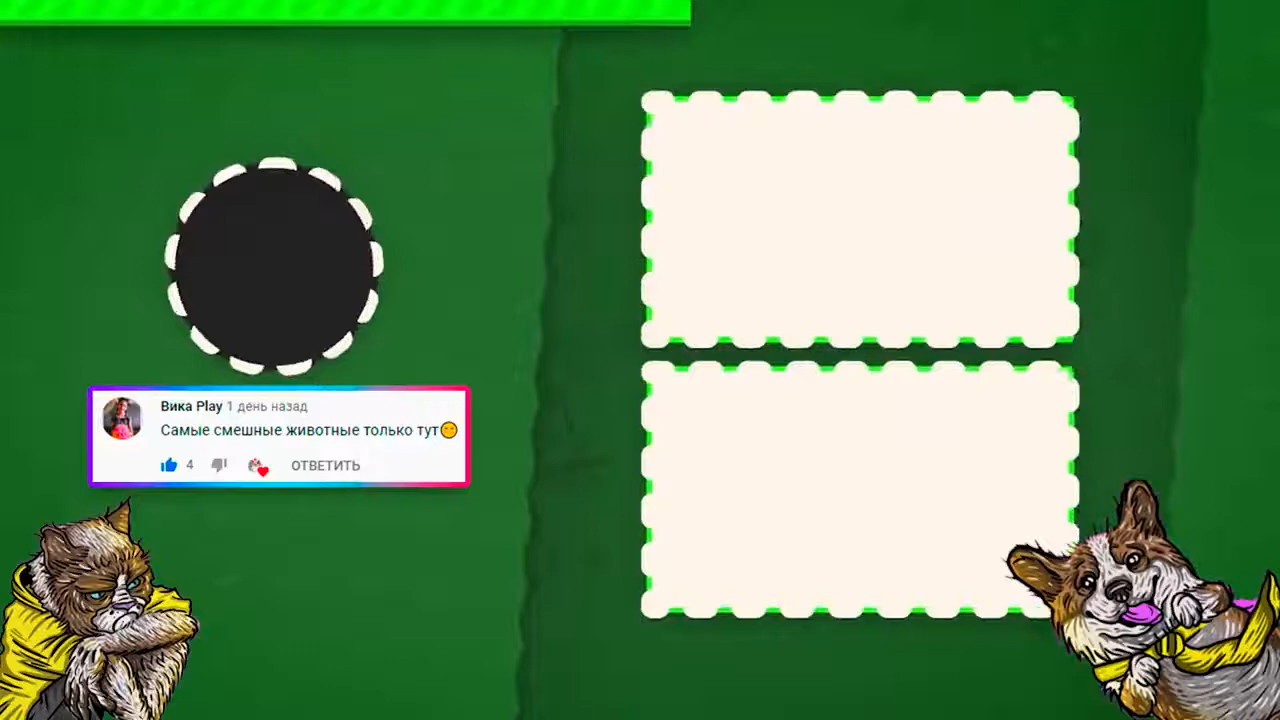 Вика Play 1 день назад
Самые смешные животные только тут😊
4 ОТВЕТИТЬ